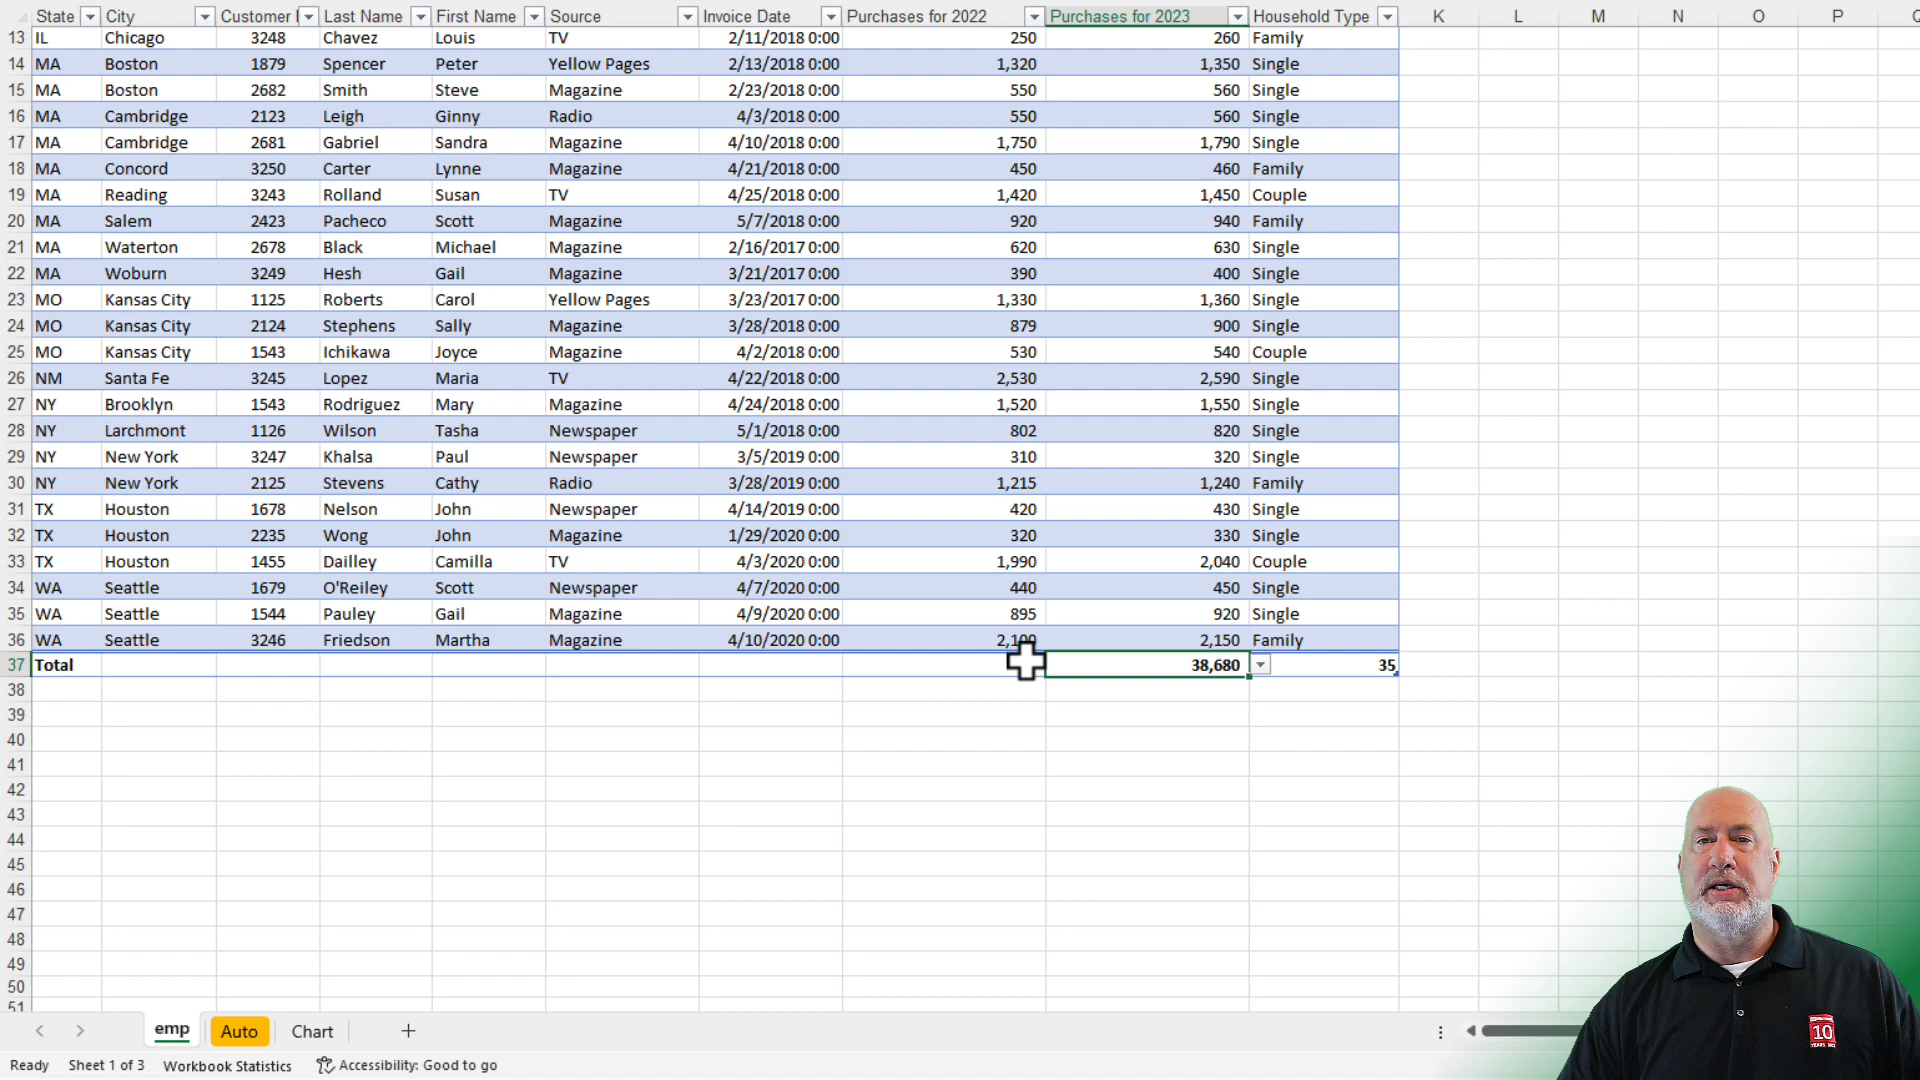 State City Customer I Last Name First Name Source Invoice Date Purchases for 2022 Purchases for 2023 Household Type K L M N O P
13 IL Chicago 3248 Chavez Louis TV 2/11/2018 0:00 250 260 Family
14 MA Boston 1879 Spencer Peter Yellow Pages 2/13/2018 0:00 1,320 1,350 Single
15 MA Boston 2682 Smith Steve Magazine 2/23/2018 0:00 550 560 Single
16 MA Cambridge 2123 Leigh Ginny Radio 4/3/2018 0:00 550 560 Single
17 MA Cambridge 2681 Gabriel Sandra Magazine 4/10/2018 0:00 1,750 1,790 Single
18 MA Concord 3250 Carter Lynne Magazine 4/21/2018 0:00 450 460 Family
19 MA Reading 3243 Rolland Susan TV 4/25/2018 0:00 1,420 1,450 Couple
20 MA Salem 2423 Pacheco Scott Magazine 5/7/2018 0:00 920 940 Family
21 MA Waterton 2678 Black Michael Magazine 2/16/2017 0:00 620 630 Single
22 MA Woburn 3249 Hesh Gail Magazine 3/21/2017 0:00 390 400 Single
23 MO Kansas City 1125 Roberts Carol Yellow Pages 3/23/2017 0:00 1,330 1,360 Single
24 MO Kansas City 2124 Stephens Sally Magazine 3/28/2018 0:00 879 900 Single
25 MO Kansas City 1543 Ichikawa Joyce Magazine 4/2/2018 0:00 530 540 Couple
26 NM Santa Fe 3245 Lopez Maria TV 4/22/2018 0:00 2,530 2,590 Single
27 NY Brooklyn 1543 Rodriguez Mary Magazine 4/24/2018 0:00 1,520 1,550 Single
28 NY Larchmont 1126 Wilson Tasha Newspaper 5/1/2018 0:00 802 820 Single
29 NY New York 3247 Khalsa Paul Newspaper 3/5/2019 0:00 310 320 Single
30 NY New York 2125 Stevens Cathy Radio 3/28/2019 0:00 1,215 1,240 Family
31 TX Houston 1678 Nelson John Newspaper 4/14/2019 0:00 420 430 Single
32 TX Houston 2235 Wong John Magazine 1/29/2020 0:00 320 330 Single
33 TX Houston 1455 Dailley Camilla TV 4/3/2020 0:00 1,990 2,040 Couple
34 WA Seattle 1679 O'Reiley Scott Newspaper 4/7/2020 0:00 440 450 Single
35 WA Seattle 1544 Pauley Gail Magazine 4/9/2020 0:00 895 920 Single
36 WA Seattle 3246 Friedson Martha Magazine 4/10/2020 0:00 2,100 2,150 Family
37 Total 38,680 35
38
39
40
41
42
43
44
45
46
47
48
49
50
51
10
emp Auto Chart
Ready Sheet 1 of 3 Workbook Statistics Accessibility: Good to go